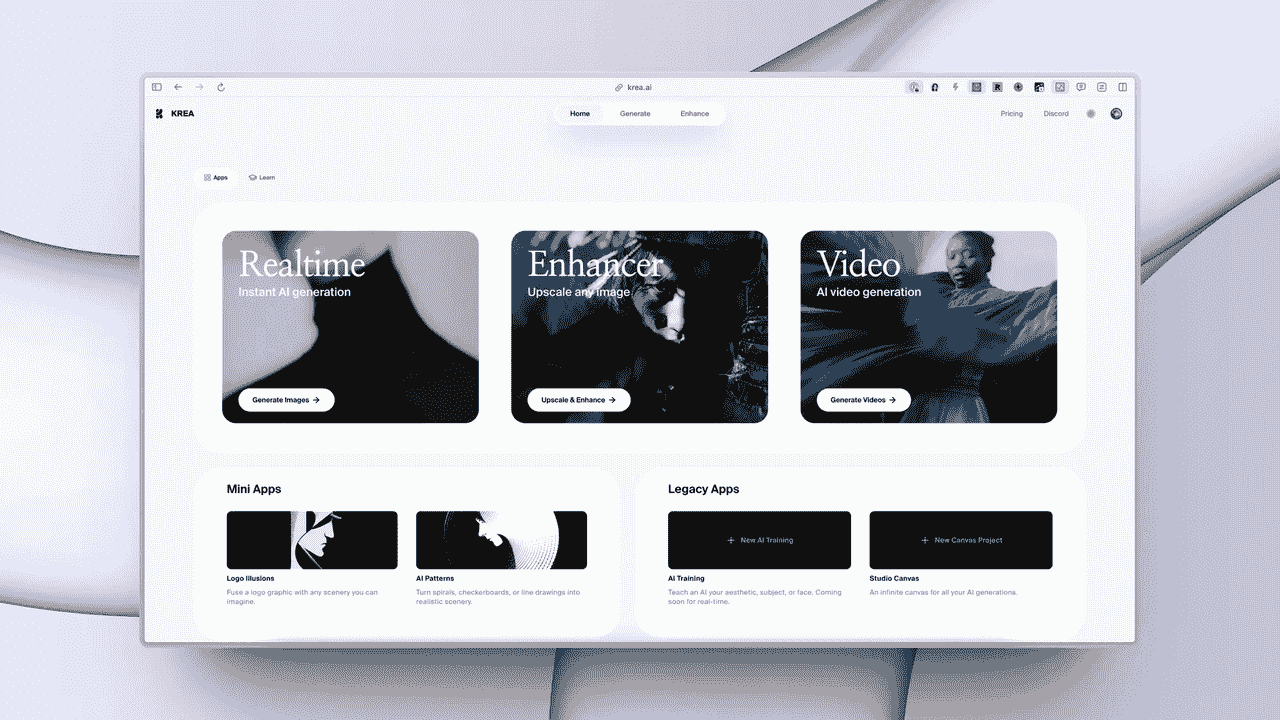 krea.ai
KREA
Home
Generate
Enhance
Pricing
Discord
Apps
Learn
Realtime
Instant AI generation
Generate Images →
Enhancer
Upscale any image
Upscale & Enhance →
Video
AI video generation
Generate Videos →
Mini Apps
Logo Illusions
Fuse a logo graphic with any scenery you can
imagine.
AI Patterns
Turn spirals, checkerboards, or line drawings into
realistic scenery.
Legacy Apps
+ New AI Training
AI Training
Teach an AI your aesthetic, subject, or face. Coming
soon for real-time.
+ New Canvas Project
Studio Canvas
An infinite canvas for all your AI generations.